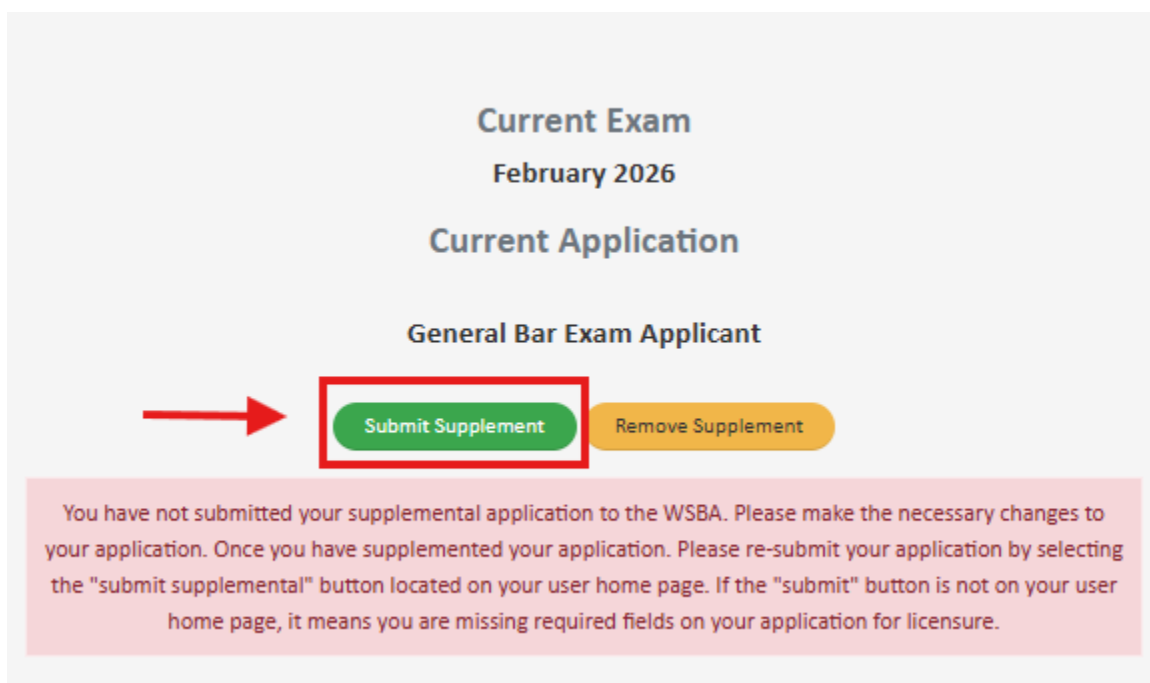 Current Exam
February 2026
Current Application
General Bar Exam Applicant
Submit Supplement Remove Supplement
You have not submitted your supplemental application to the WSBA. Please make the necessary changes to
your application. Once you have supplemented your application. Please re-submit your application by selecting
the "submit supplemental" button located on your user home page. If the "submit" button is not on your user
home page, it means you are missing required fields on your application for licensure.